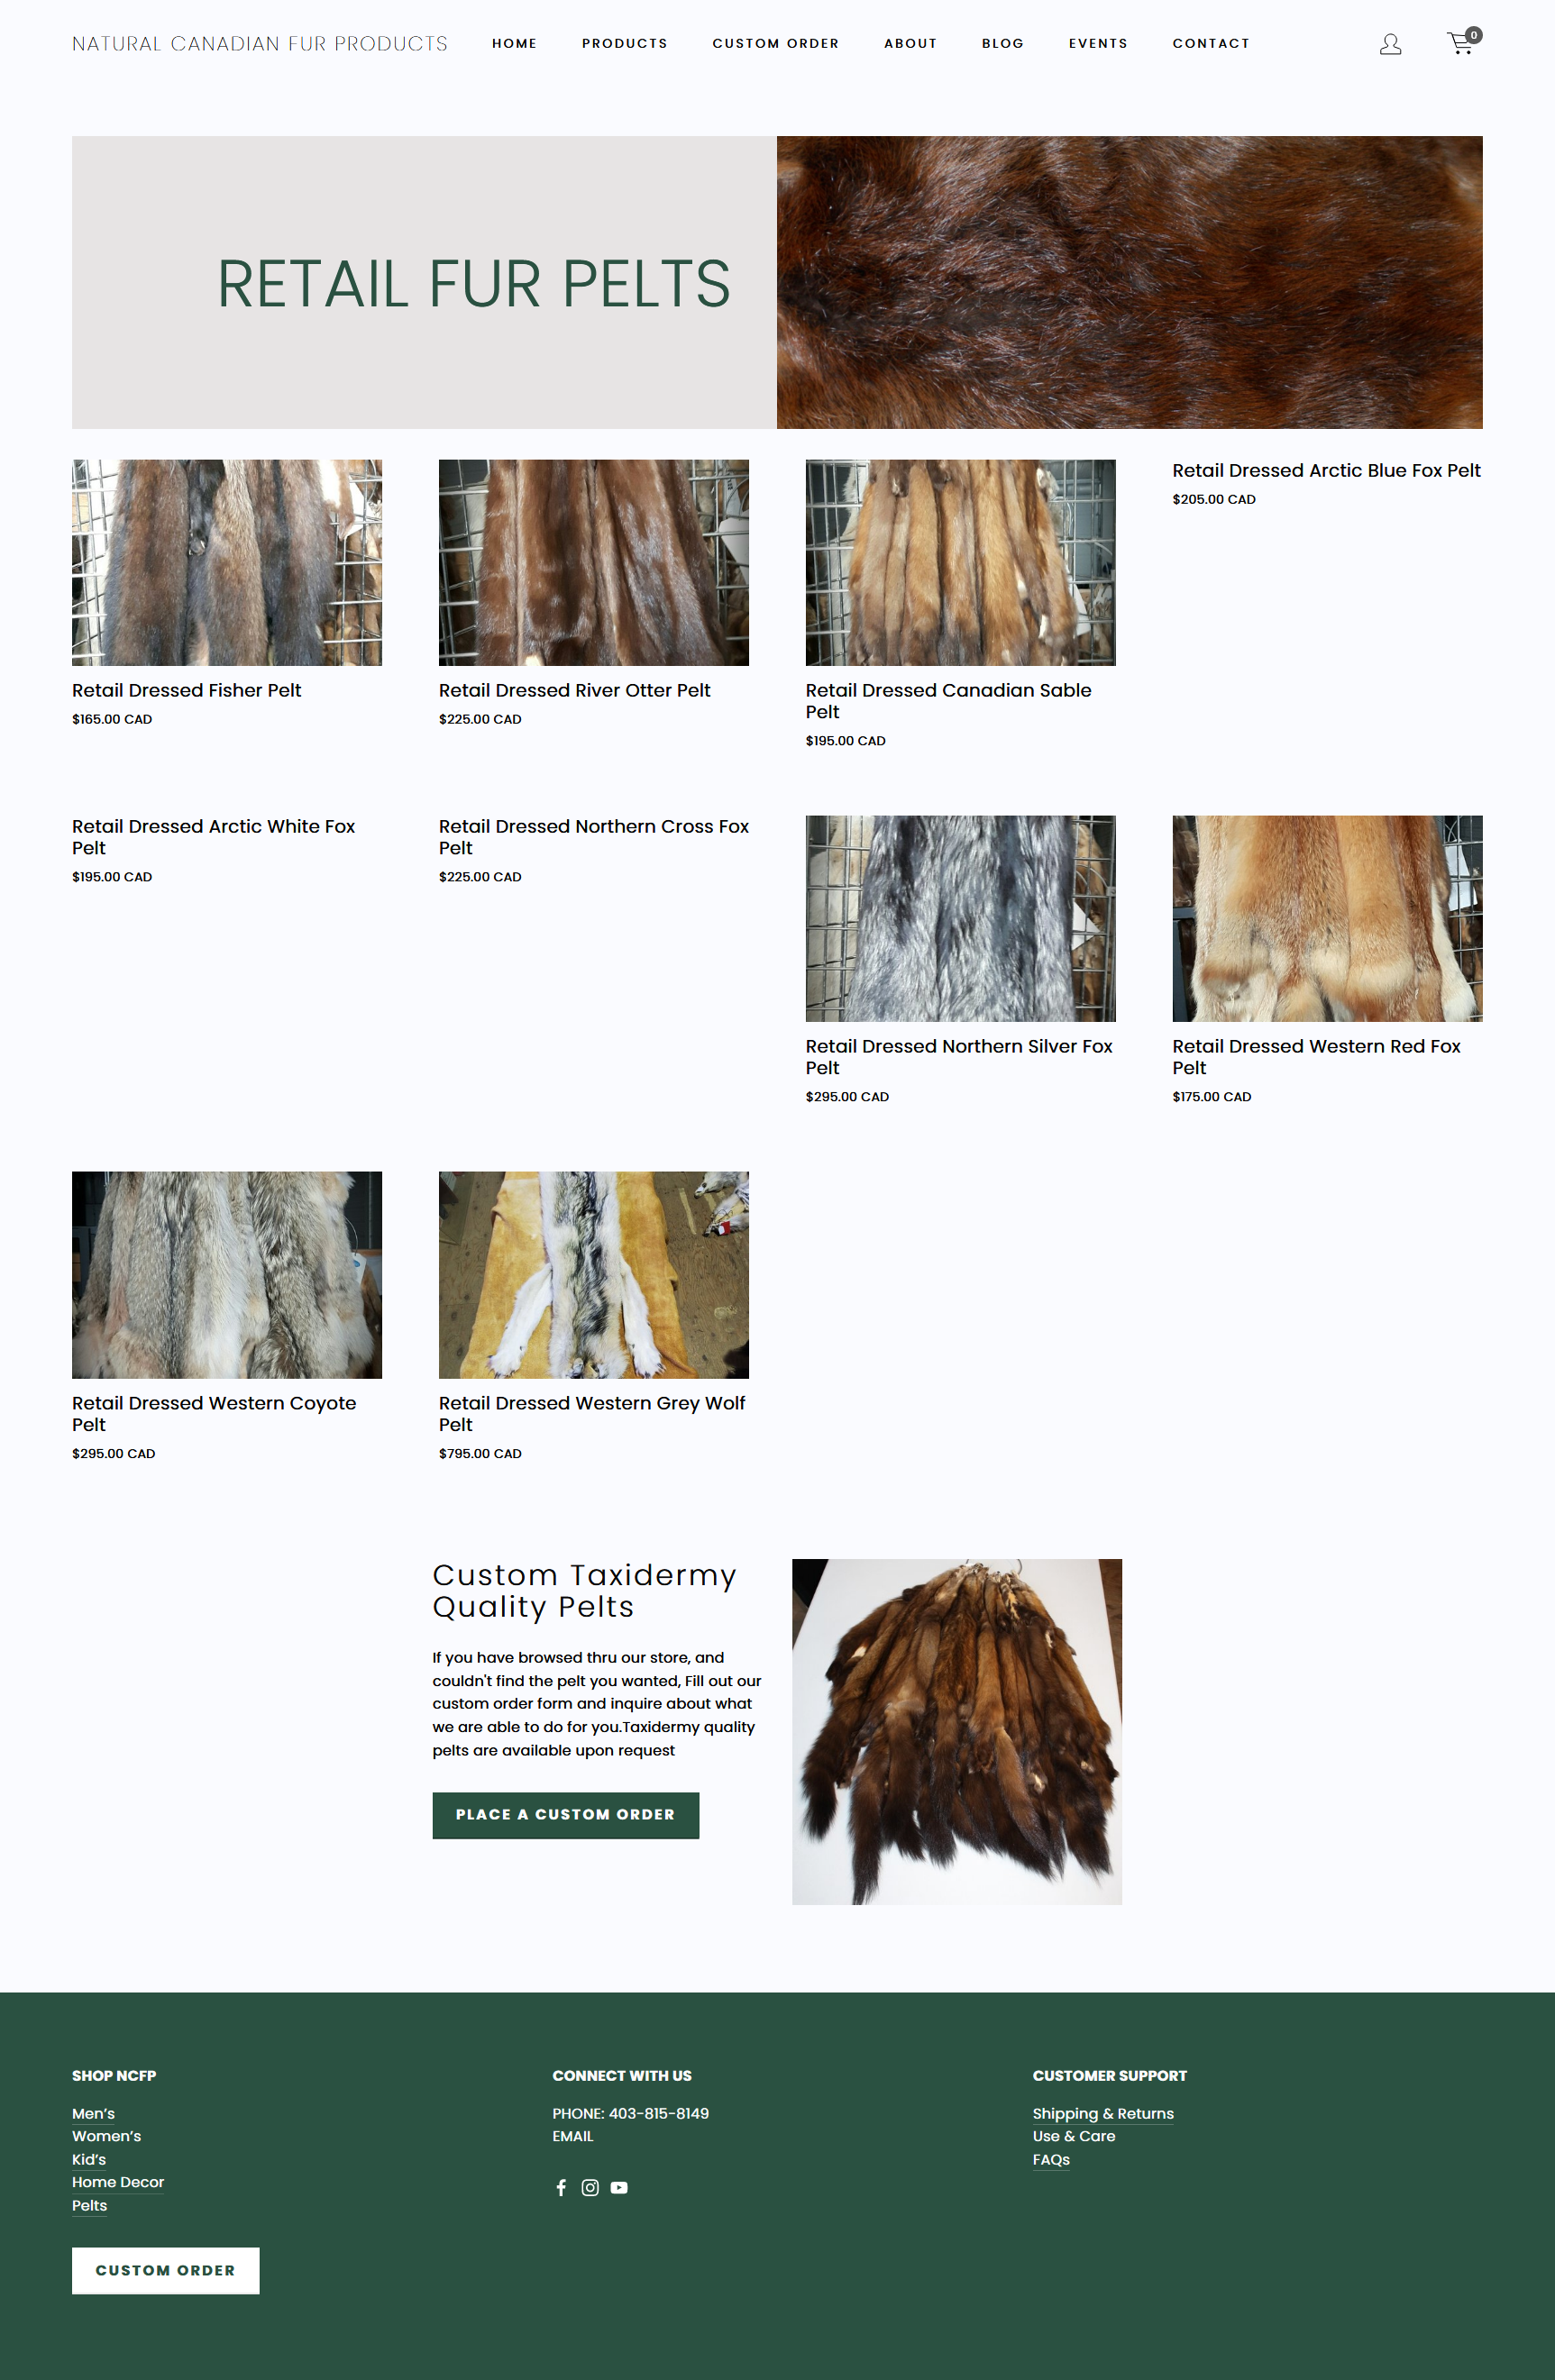 NATURAL CANADIAN FUR PRODUCTS
HOME
PRODUCTS
CUSTOM ORDER
ABOUT
BLOG
EVENTS
CONTACT
0
RETAIL FUR PELTS
Retail Dressed Fisher Pelt
$165.00 CAD
Retail Dressed River Otter Pelt
$225.00 CAD
Retail Dressed Canadian Sable
Pelt
$195.00 CAD
Retail Dressed Arctic Blue Fox Pelt
$205.00 CAD
Retail Dressed Arctic White Fox
Pelt
$195.00 CAD
Retail Dressed Northern Cross Fox
Pelt
$225.00 CAD
Retail Dressed Northern Silver Fox
Pelt
$295.00 CAD
Retail Dressed Western Red Fox
Pelt
$175.00 CAD
Retail Dressed Western Coyote
Pelt
$295.00 CAD
Retail Dressed Western Grey Wolf
Pelt
$795.00 CAD
Custom Taxidermy
Quality Pelts
If you have browsed thru our store, and
couldn't find the pelt you wanted, Fill out our
custom order form and inquire about what
we are able to do for you.Taxidermy quality
pelts are available upon request
PLACE A CUSTOM ORDER
SHOP NCFP
Men’s
Women’s
Kid’s
Home Decor
Pelts
CUSTOM ORDER
CONNECT WITH US
PHONE: 403-815-8149
EMAIL
CUSTOMER SUPPORT
Shipping & Returns
Use & Care
FAQs